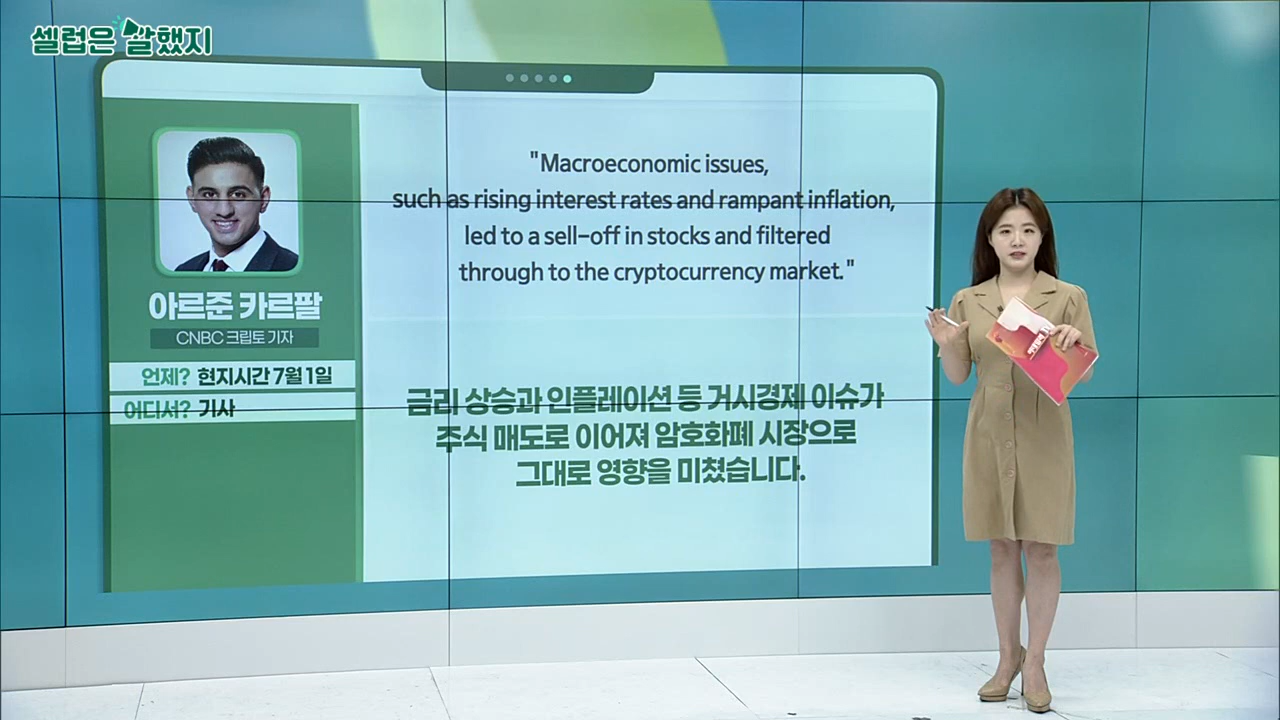 셀럽은 말했지
"Macroeconomic issues,
such as rising interest rates and rampant inflation,
led to a sell-off in stocks and filtered
through to the cryptocurrency market."
아르준 카르팔
CNBC 크립토 기자
언제? 현지시간 7월 1일
어디서? 기사
금리 상승과 인플레이션 등 거시경제 이슈가
주식 매도로 이어져 암호화폐 시장으로
그대로 영향을 미쳤습니다.